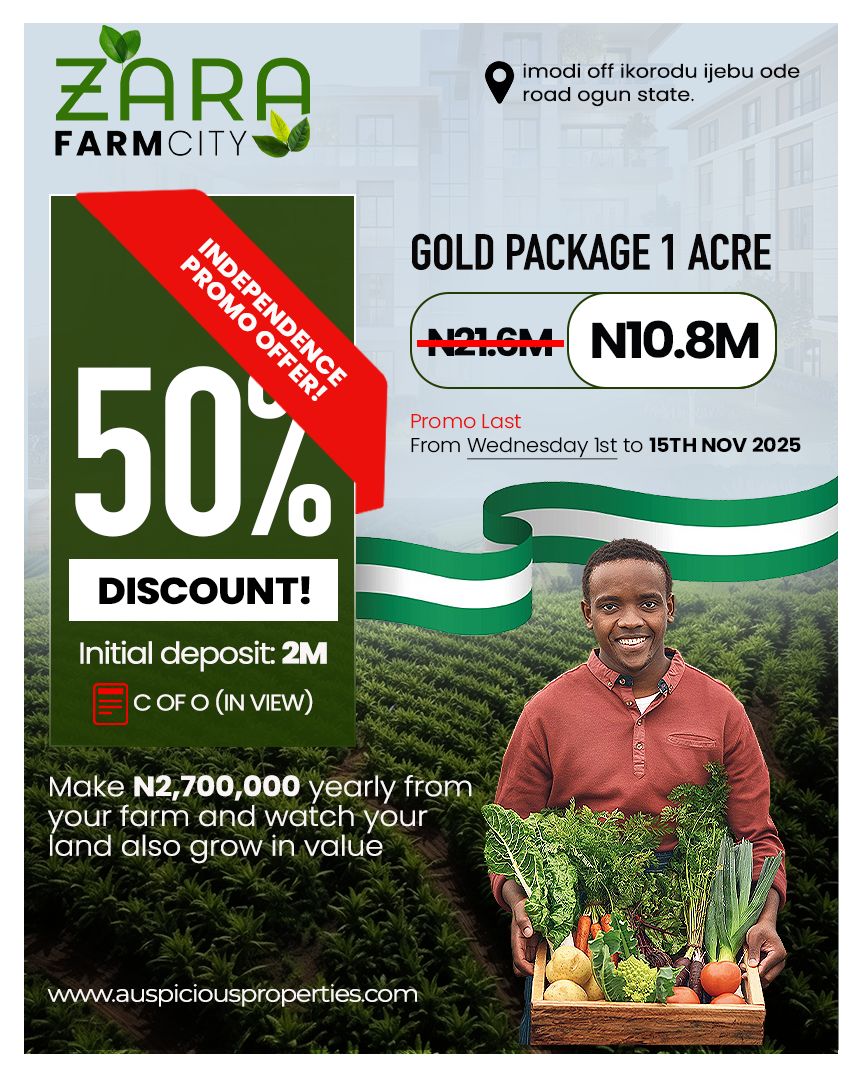 ZARA
FARMCITY
imodi off ikorodu ijebu ode
road ogun state.
INDEPENDENCE
PROMO OFFER!
50%
DISCOUNT!
Initial deposit: 2M
C OF O (IN VIEW)
GOLD PACKAGE 1 ACRE
N21.6M N10.8M
Promo Last
From Wednesday 1st to 15TH NOV 2025
Make N2,700,000 yearly from
your farm and watch your
land also grow in value
www.auspiciousproperties.com